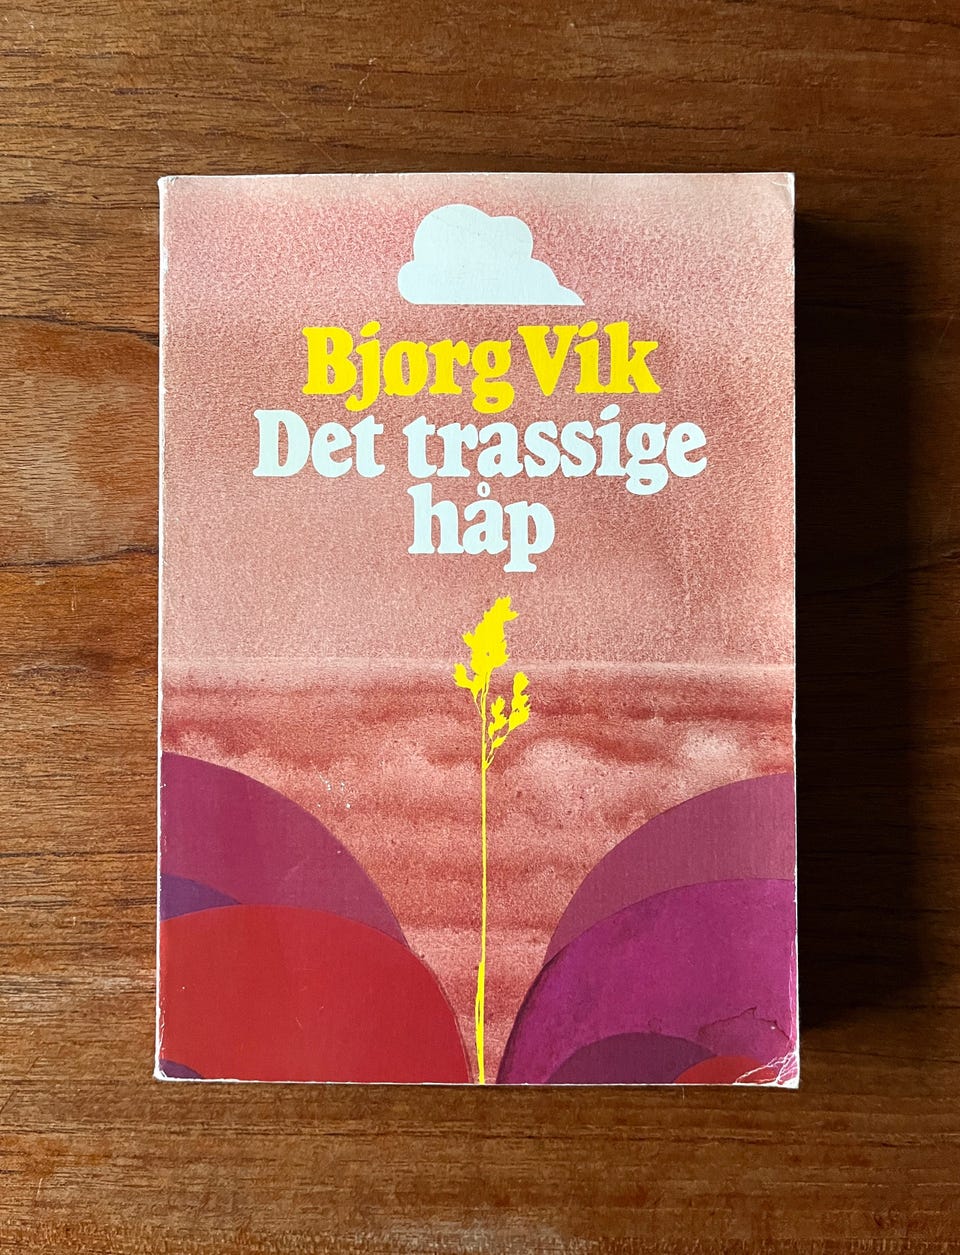 Bjørg Vik
Det trassige
håp